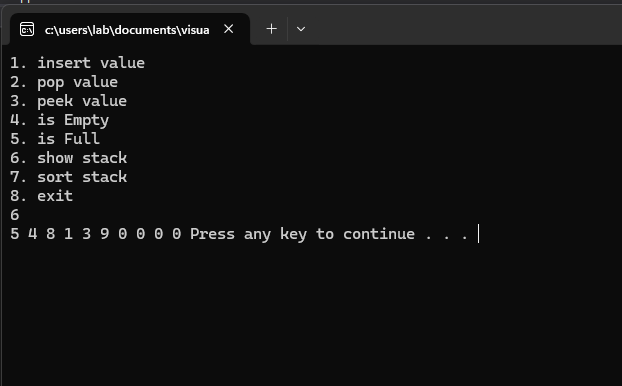 c:\users\lab\documents\visua
1. insert value
2. pop value
3. peek value
4. is Empty
5. is Full
6. show stack
7. sort stack
8. exit
6
5 4 8 1 3 9 0 0 0 0 Press any key to continue . . .